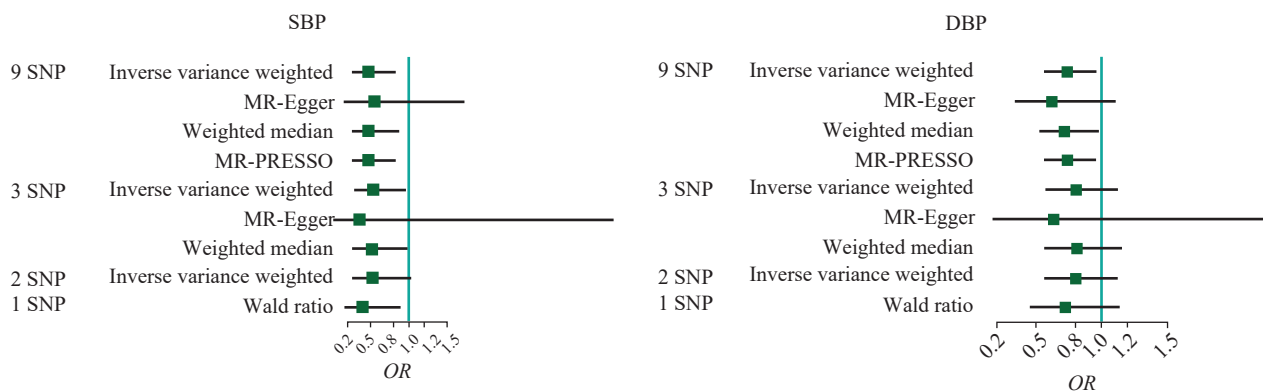 SBP
9 SNP Inverse variance weighted
MR-Egger
Weighted median
MR-PRESSO
3 SNP Inverse variance weighted
MR-Egger
Weighted median
2 SNP Inverse variance weighted
1 SNP Wald ratio
0.2 0.5 0.8 1.0 1.2 1.5
OR
DBP
9 SNP Inverse variance weighted
MR-Egger
Weighted median
MR-PRESSO
3 SNP Inverse variance weighted
MR-Egger
Weighted median
2 SNP Inverse variance weighted
1 SNP Wald ratio
0.2 0.5 0.8 1.0 1.2 1.5
OR